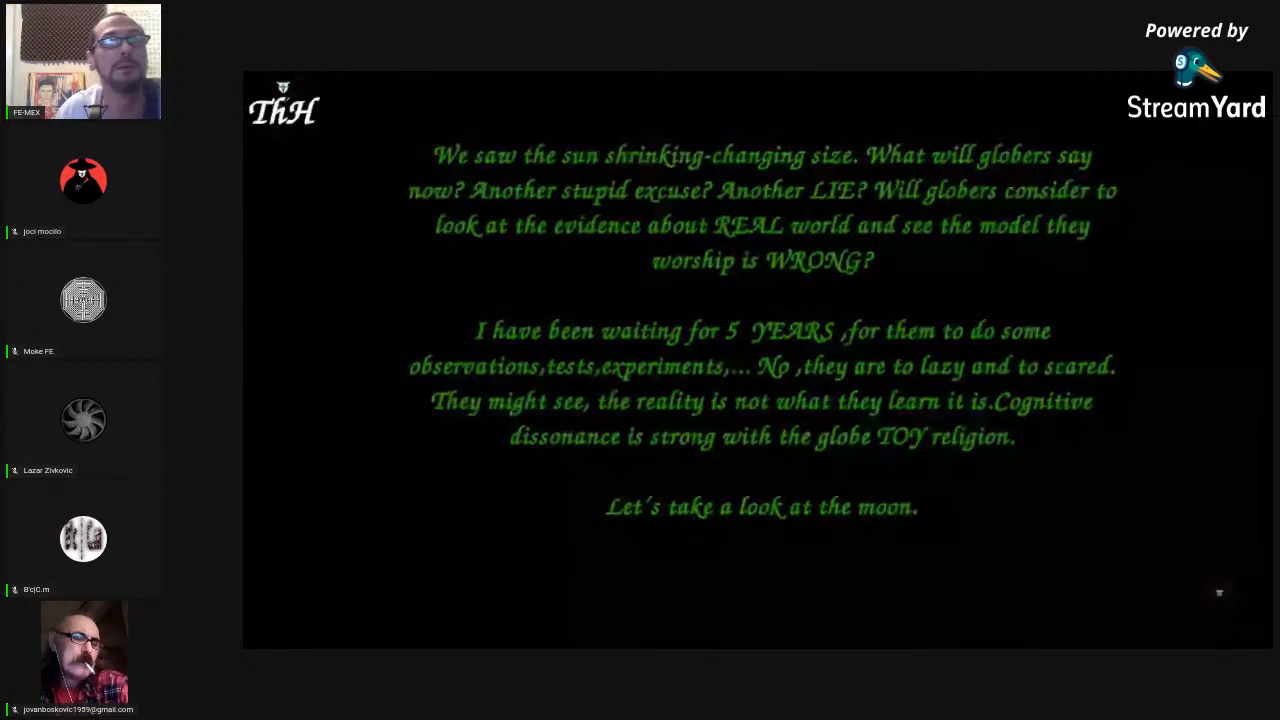 Powered by
StreamYard
ThH
We saw the sun shrinking-changing size. What will globers say
now? Another stupid excuse? Another LIE? Will globers consider to
look at the evidence about REAL world and see the model they
worship is WRONG?
I have been waiting for 5 YEARS ,for them to do some
observations,tests,experiments,... No ,they are to lazy and to scared.
They might see, the reality is not what they learn it is.Cognitive
dissonance is strong with the globe TOY religion.
Let´s take a look at the moon.
FE-MEX
joci mocilo
Moke FE
Lazar Zivkovic
B'c|C.m
jovanboskovic1959@gmail.com